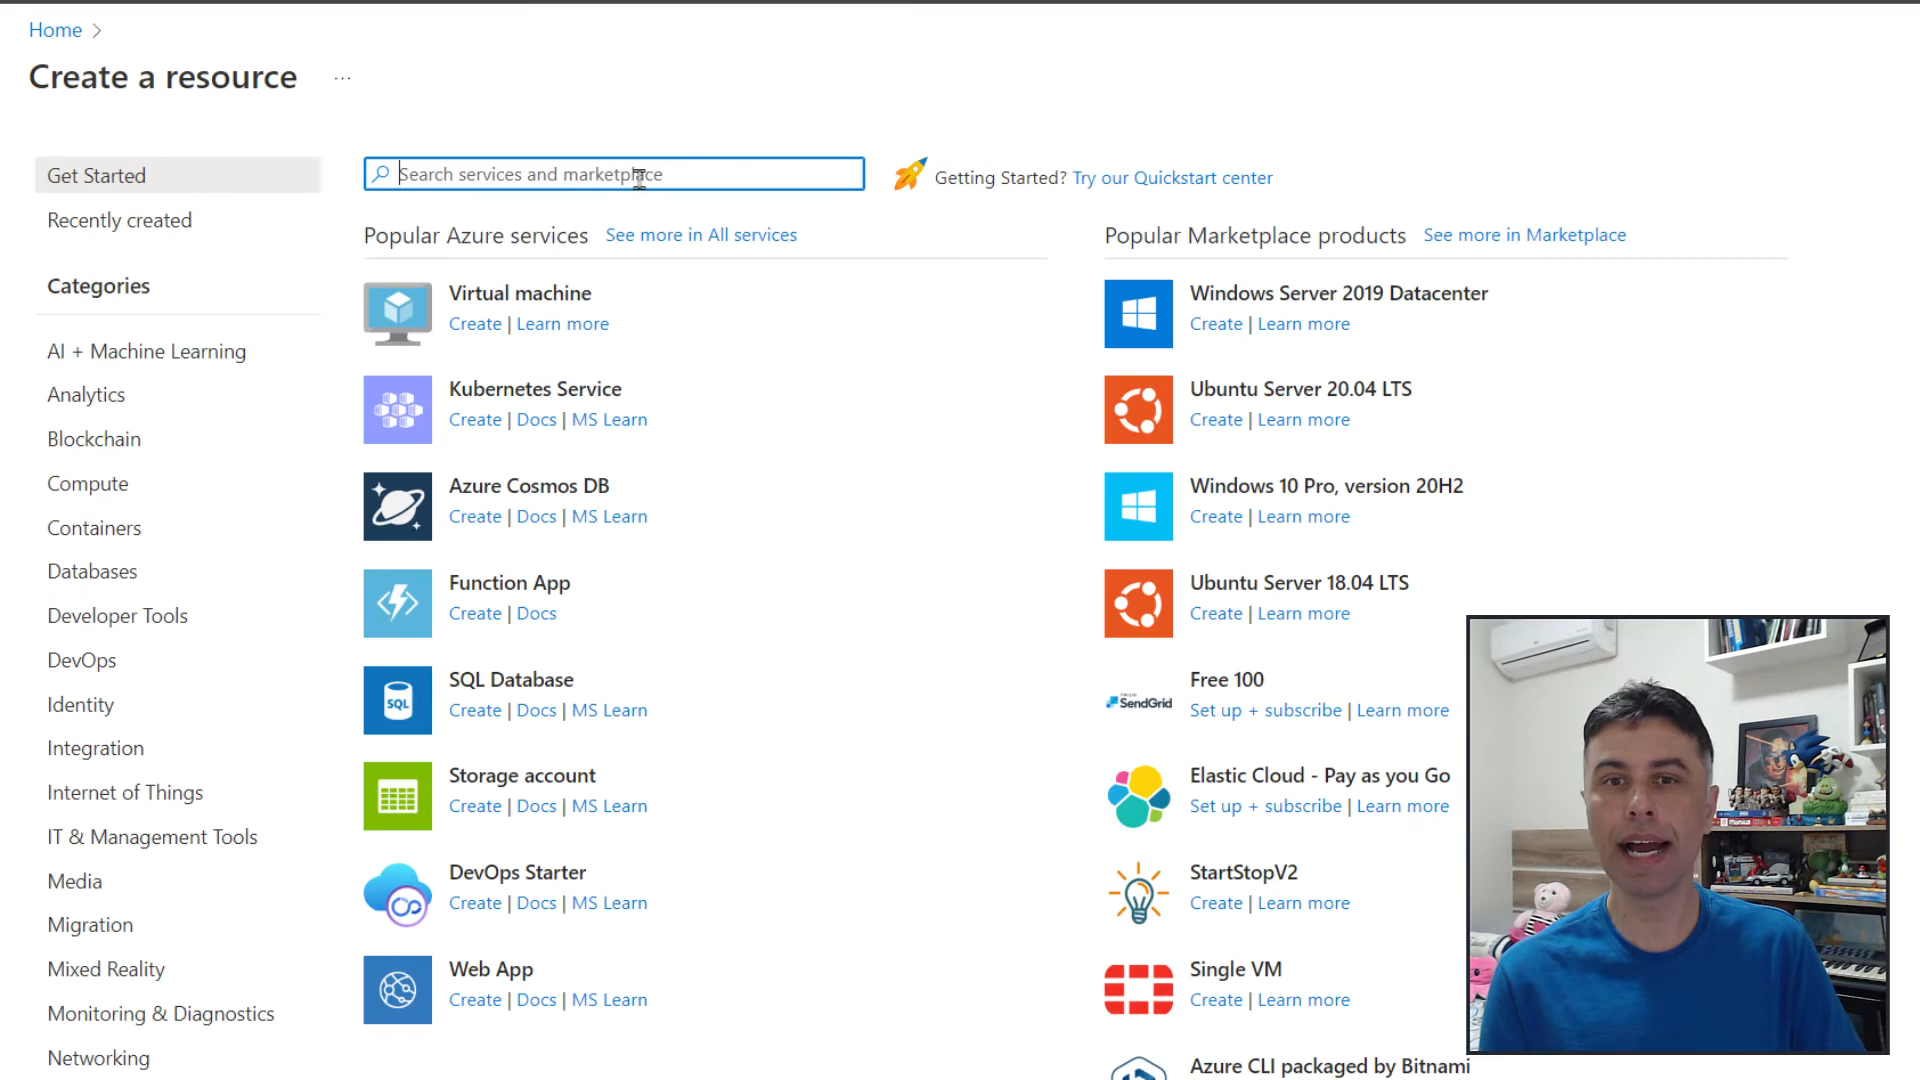 Home
Create a resource
...
Get Started
Recently created
Categories
AI + Machine Learning
Analytics
Blockchain
Compute
Containers
Databases
Developer Tools
DevOps
Identity
Integration
Internet of Things
IT & Management Tools
Media
Migration
Mixed Reality
Monitoring & Diagnostics
Networking
Search services and marketplace
Getting Started? Try our Quickstart center
Popular Azure services See more in All services
Virtual machine
Create | Learn more
Kubernetes Service
Create | Docs | MS Learn
Azure Cosmos DB
Create | Docs | MS Learn
Function App
Create | Docs
SQL Database
SQL
Create | Docs | MS Learn
Storage account
Create | Docs | MS Learn
DevOps Starter
Create | Docs | MS Learn
Web App
Create | Docs | MS Learn
Popular Marketplace products See more in Marketplace
Windows Server 2019 Datacenter
Create | Learn more
Ubuntu Server 20.04 LTS
Create | Learn more
Windows 10 Pro, version 20H2
Create | Learn more
Ubuntu Server 18.04 LTS
Create | Learn more
Free 100
SendGrid
Set up + subscribe | Learn more
Elastic Cloud - Pay as you Go
Set up + subscribe | Learn more
StartStopV2
Create | Learn more
Single VM
Create | Learn more
Azure CLI packaged by Bitnami